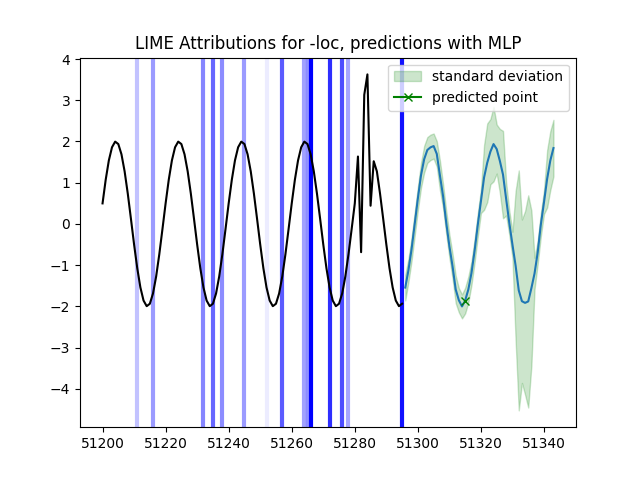 LIME Attributions for -loc, predictions with MLP
standard deviation
predicted point
4
3
2
1
0
−1
−2
−3
−4
51200 51220 51240 51260 51280 51300 51320 51340